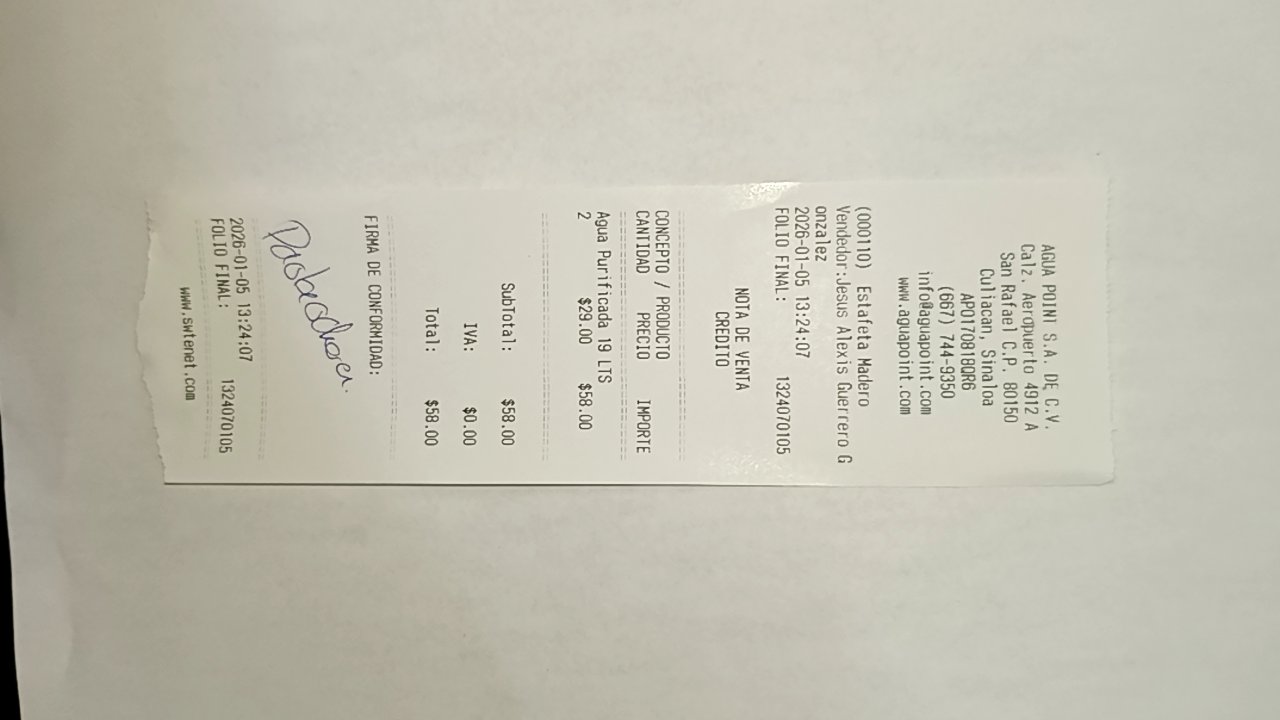 AGUA POINT S.A. DE C.V.
Calz. Aeropuerto 4912 A
San Rafael C.P. 80150
Culiacan, Sinaloa
APO170818QR6
(667) 744-9350
info@aguapoint.com
www.aguapoint.com
(000110) Estafeta Madero
Vendedor:Jesus Alexis Guerrero G
onzalez
2026-01-05 13:24:07
FOLIO FINAL: 1324070105
NOTA DE VENTA
CREDITO
CONCEPTO / PRODUCTO
CANTIDAD PRECIO IMPORTE
Agua Purificada 19 LTS
2 $29.00 $58.00
SubTotal: $58.00
IVA: $0.00
Total: $58.00
FIRMA DE CONFORMIDAD:
2026-01-05 13:24:07
FOLIO FINAL: 1324070105
www.swtenet.com